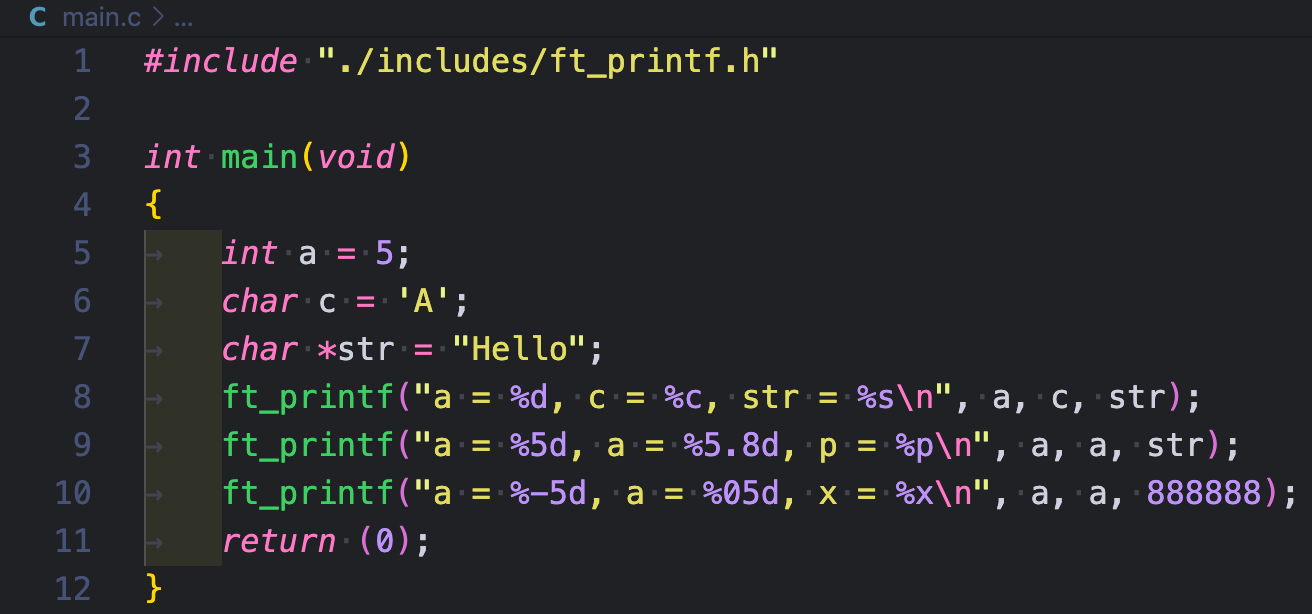 C main.c > ...
1 #include "./includes/ft_printf.h"
2
3 int main(void)
4 {
5 int a = 5;
6 char c = 'A';
7 char *str = "Hello";
8 ft_printf("a = %d, c = %c, str = %s\n", a, c, str);
9 ft_printf("a = %5d, a = %5.8d, p = %p\n", a, a, str);
10 ft_printf("a = %-5d, a = %05d, x = %x\n", a, a, 888888);
11 return (0);
12 }